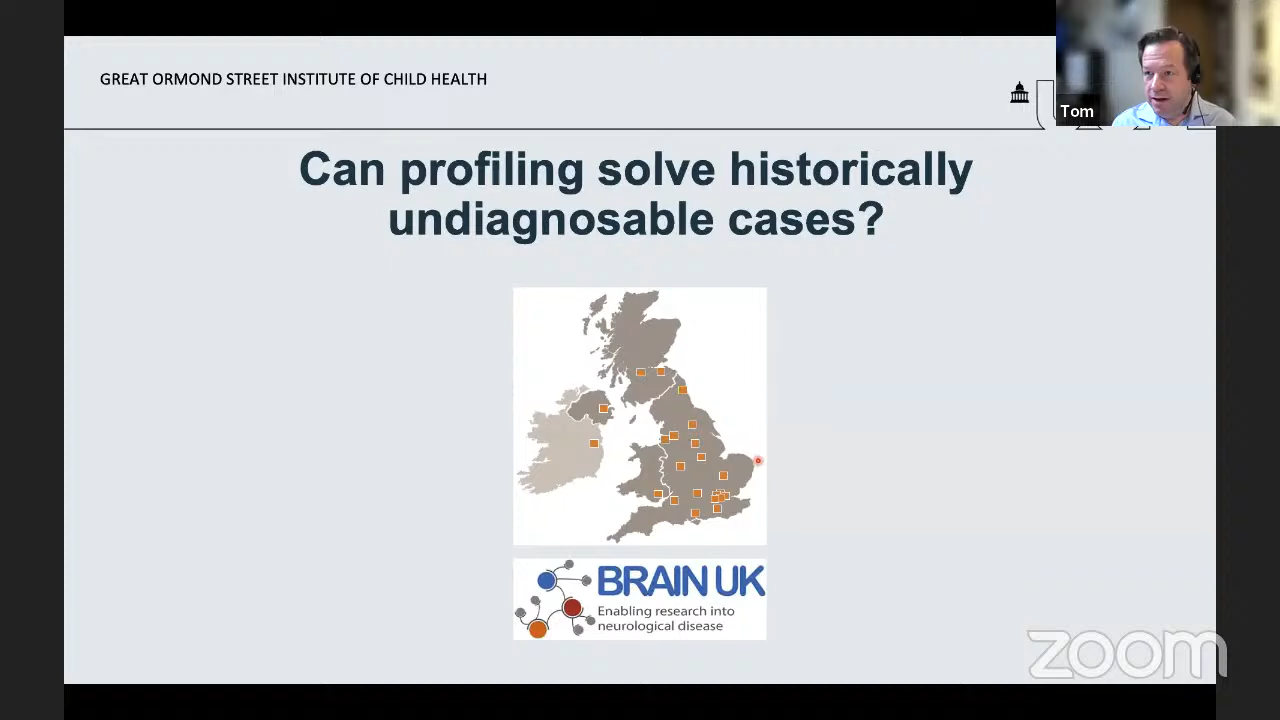 GREAT ORMOND STREET INSTITUTE OF CHILD HEALTH
Tom
Can profiling solve historically
undiagnosable cases?
BRAIN UK
Enabling research into
neurological disease
zoom